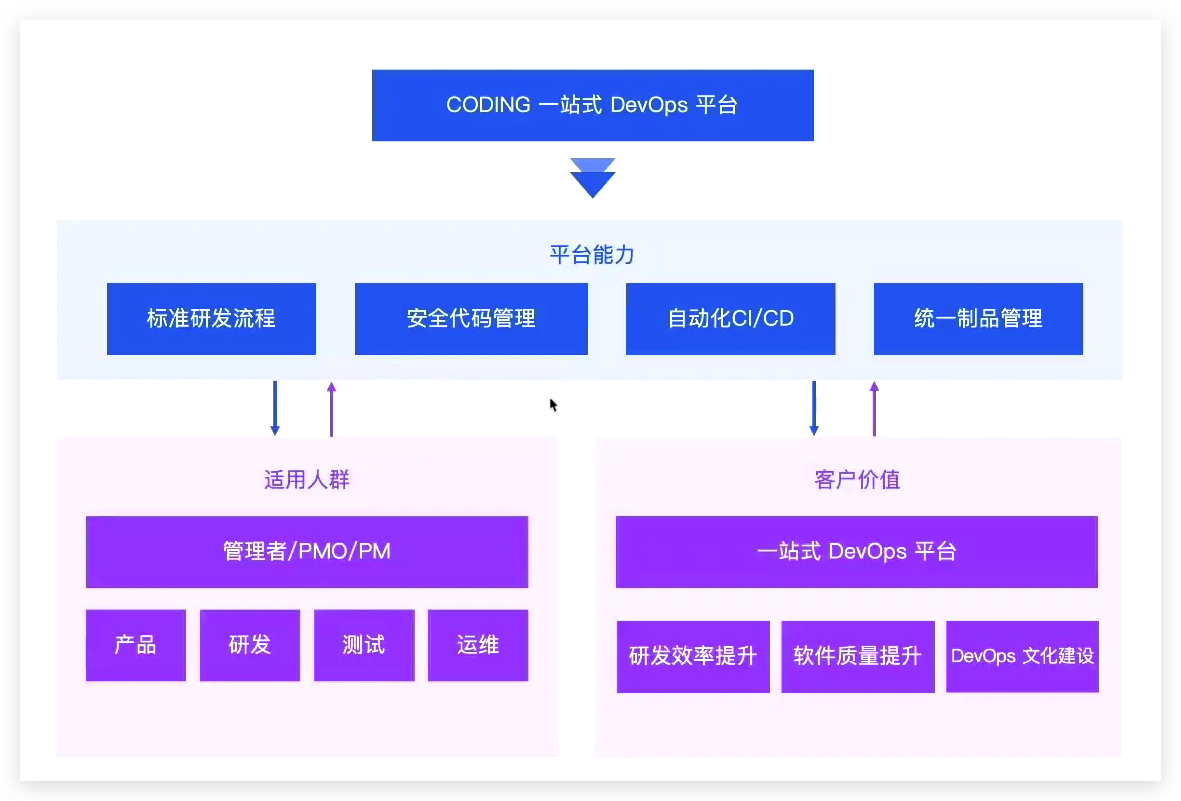 CODING 一站式 DevOps 平台
平台能力
标准研发流程
安全代码管理
自动化CI/CD
统一制品管理
适用人群
管理者/PMO/PM
产品
研发
测试
运维
客户价值
一站式 DevOps 平台
研发效率提升
软件质量提升
DevOps 文化建设